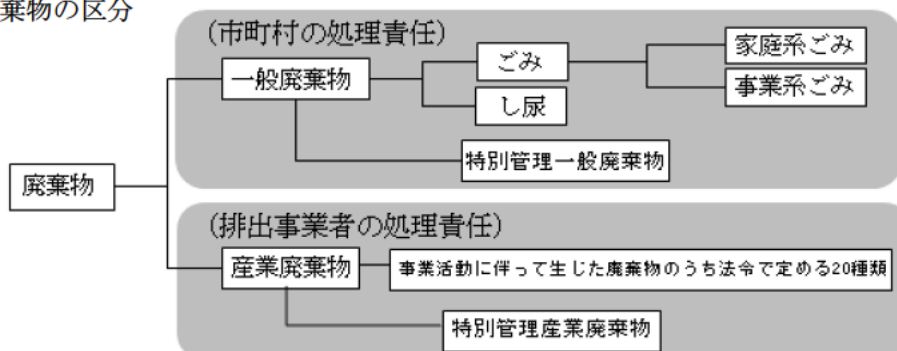 棄物の区分
(市町村の処理責任)
一般廃棄物
ごみ
家庭系ごみ
事業系ごみ
し尿
特別管理一般廃棄物
廃棄物
(排出事業者の処理責任)
産業廃棄物
事業活動に伴って生じた廃棄物のうち法令で定める20種類
特別管理産業廃棄物